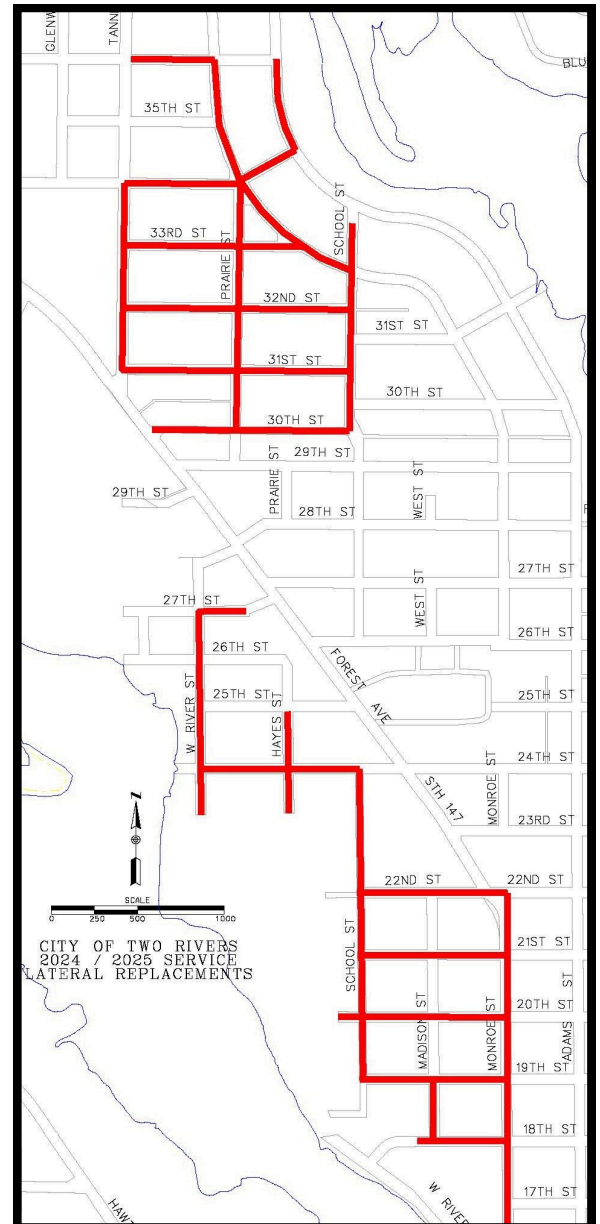 GLENW
TANN
BLU
35TH ST
33RD ST
SCHOOL ST
PRAIRIE ST
32ND ST
31ST ST
31ST ST
30TH ST
30TH ST
29TH ST
PRAIRIE ST
WEST ST
29TH ST
28TH ST
27TH ST
27TH ST
WEST ST
26TH ST
26TH ST
FOREST AVE
25TH ST
25TH ST
W RIVER ST
HAYES ST
24TH ST
STH 147
MONROE ST
23RD ST
N
22ND ST
22ND ST
SCALE
0 250 500 1000
CITY OF TWO RIVERS
2024 / 2025 SERVICE
LATERAL REPLACEMENTS
21ST ST
SCHOOL ST
20TH ST
MADISON ST
MONROE ST
ADAMS ST
19TH ST
18TH ST
W RIVER
17TH ST
HAWT